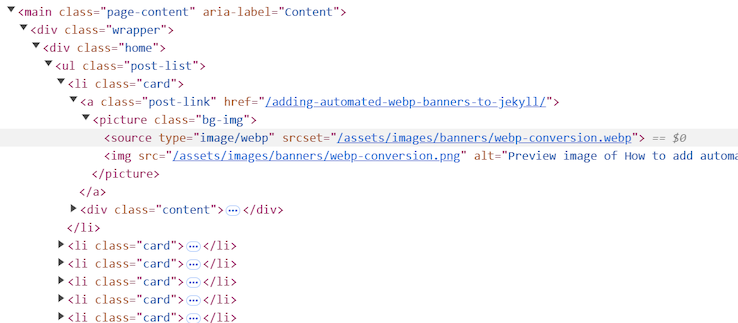 <main class="page-content" aria-label="Content">
<div class="wrapper">
<div class="home">
<ul class="post-list">
<li class="card">
<a class="post-link" href="/adding-automated-webp-banners-to-jekyll/">
<picture class="bg-img">
<source type="image/webp" srcset="/assets/images/banners/webp-conversion.webp"> == $0
<img src="/assets/images/banners/webp-conversion.png" alt="Preview image of How to add automa
</picture>
</a>
<div class="content">…</div>
</li>
<li class="card">…</li>
<li class="card">…</li>
<li class="card">…</li>
<li class="card">…</li>
<li class="card">…</li>